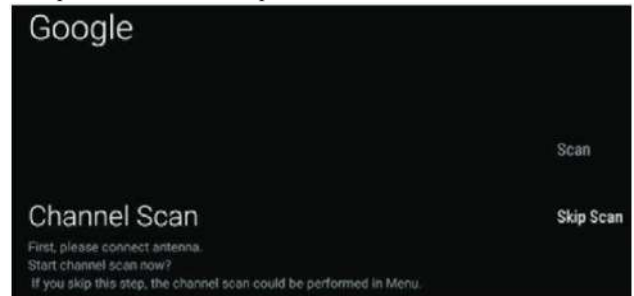 Google
Scan
Channel Scan
Skip Scan
First, please connect antenna.
Start channel scan now?
If you skip this step, the channel scan could be performed in Menu.